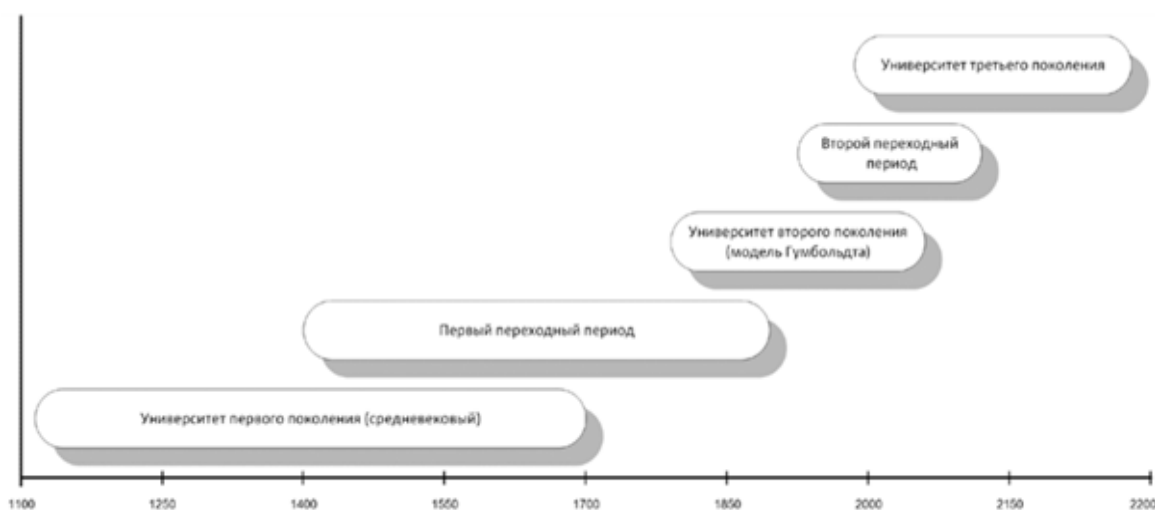 Университет третьего поколения
Второй переходный
период
Университет второго поколения
(модель Гумбольдта)
Первый переходный период
Университет первого поколения (средневековый)
1100 1250 1400 1550 1700 1850 2000 2150 2200